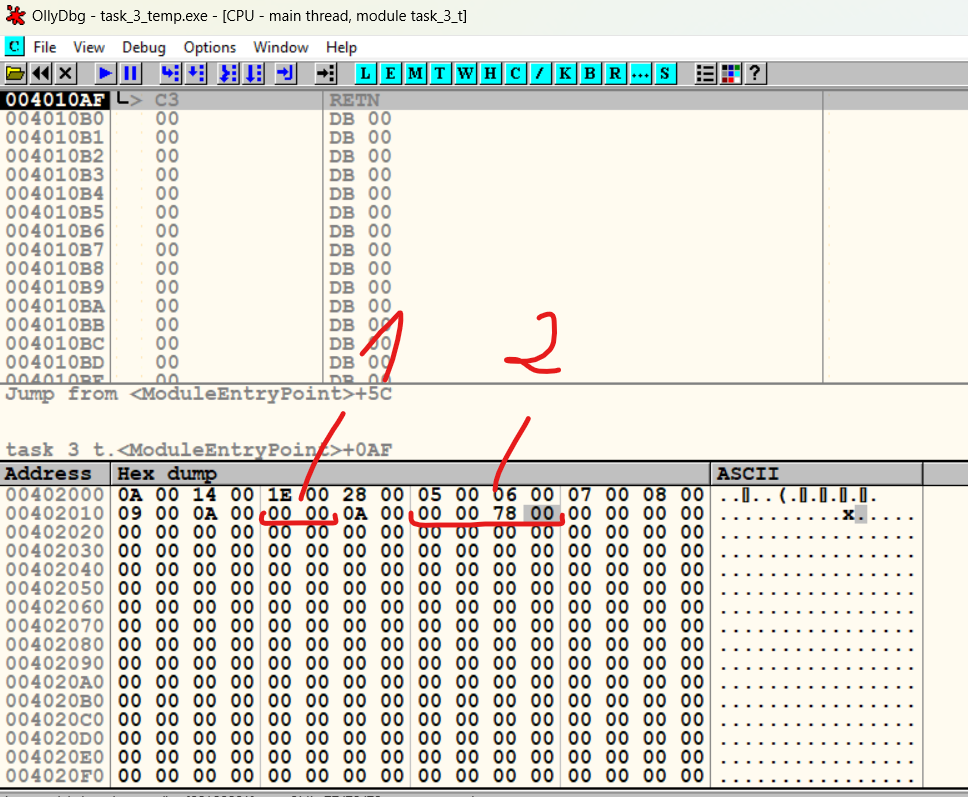 OllyDbg - task_3_temp.exe - [CPU - main thread, module task_3_t]
C File View Debug Options Window Help
L E M T W H C / K B R ... S ?
004010AF > C3 RETN
004010B0 00 DB 00
004010B1 00 DB 00
004010B2 00 DB 00
004010B3 00 DB 00
004010B4 00 DB 00
004010B5 00 DB 00
004010B6 00 DB 00
004010B7 00 DB 00
004010B8 00 DB 00
004010B9 00 DB 00
004010BA 00 DB 00
004010BB 00 DB 00
004010BC 00 DB 00
004010BD 00 DB 00
004010BE 00 DB 00
1 2
Jump from <ModuleEntryPoint>+5C
task 3 t.<ModuleEntryPoint>+0AF
Address Hex dump ASCII
00402000 0A 00 14 00 1E 00 28 00 05 00 06 00 07 00 08 00 ..▯..(.▯.▯.▯.▯.
00402010 09 00 0A 00 00 00 0A 00 00 00 78 00 00 00 00 00 ..........x.....
00402020 00 00 00 00 00 00 00 00 00 00 00 00 00 00 00 00 ................
00402030 00 00 00 00 00 00 00 00 00 00 00 00 00 00 00 00 ................
00402040 00 00 00 00 00 00 00 00 00 00 00 00 00 00 00 00 ................
00402050 00 00 00 00 00 00 00 00 00 00 00 00 00 00 00 00 ................
00402060 00 00 00 00 00 00 00 00 00 00 00 00 00 00 00 00 ................
00402070 00 00 00 00 00 00 00 00 00 00 00 00 00 00 00 00 ................
00402080 00 00 00 00 00 00 00 00 00 00 00 00 00 00 00 00 ................
00402090 00 00 00 00 00 00 00 00 00 00 00 00 00 00 00 00 ................
004020A0 00 00 00 00 00 00 00 00 00 00 00 00 00 00 00 00 ................
004020B0 00 00 00 00 00 00 00 00 00 00 00 00 00 00 00 00 ................
004020C0 00 00 00 00 00 00 00 00 00 00 00 00 00 00 00 00 ................
004020D0 00 00 00 00 00 00 00 00 00 00 00 00 00 00 00 00 ................
004020E0 00 00 00 00 00 00 00 00 00 00 00 00 00 00 00 00 ................
004020F0 00 00 00 00 00 00 00 00 00 00 00 00 00 00 00 00 ................